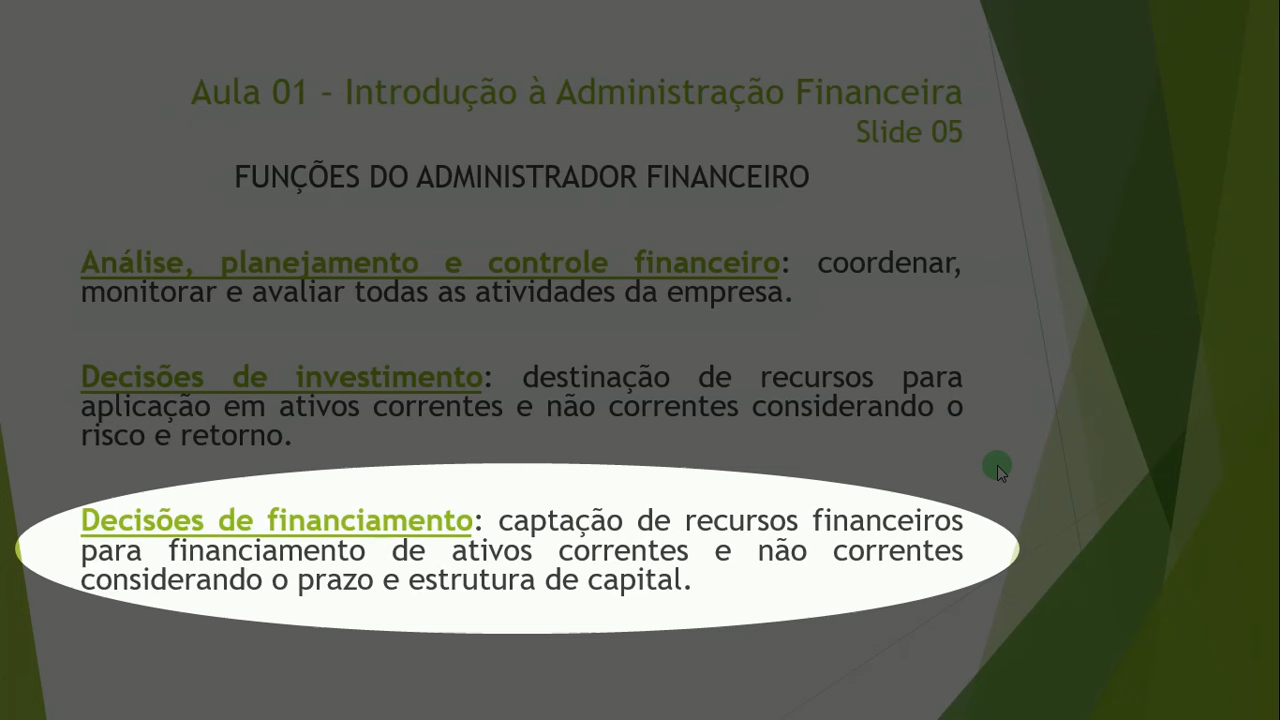 Aula 01 – Introdução à Administração Financeira
Slide 05
FUNÇÕES DO ADMINISTRADOR FINANCEIRO
Análise, planejamento e controle financeiro: coordenar,
monitorar e avaliar todas as atividades da empresa.
Decisões de investimento: destinação de recursos para
aplicação em ativos correntes e não correntes considerando o
risco e retorno.
Decisões de financiamento: captação de recursos financeiros
para financiamento de ativos correntes e não correntes
considerando o prazo e estrutura de capital.